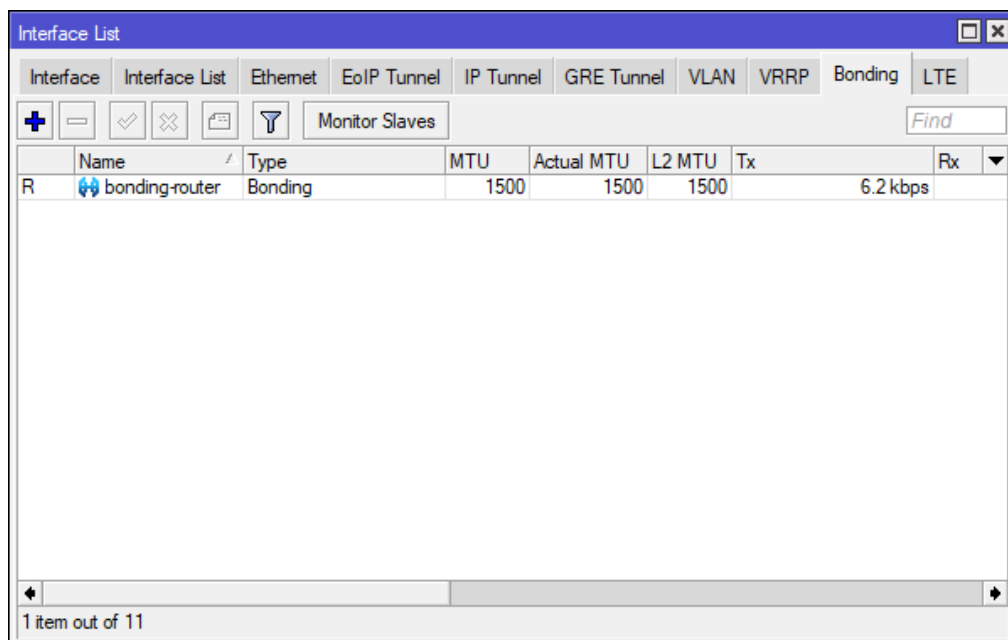 Interface List
Interface Interface List Ethernet EoIP Tunnel IP Tunnel GRE Tunnel VLAN VRRP Bonding LTE
Monitor Slaves Find
Name Type MTU Actual MTU L2 MTU Tx Rx
R bonding-router Bonding 1500 1500 1500 6.2 kbps
1 item out of 11